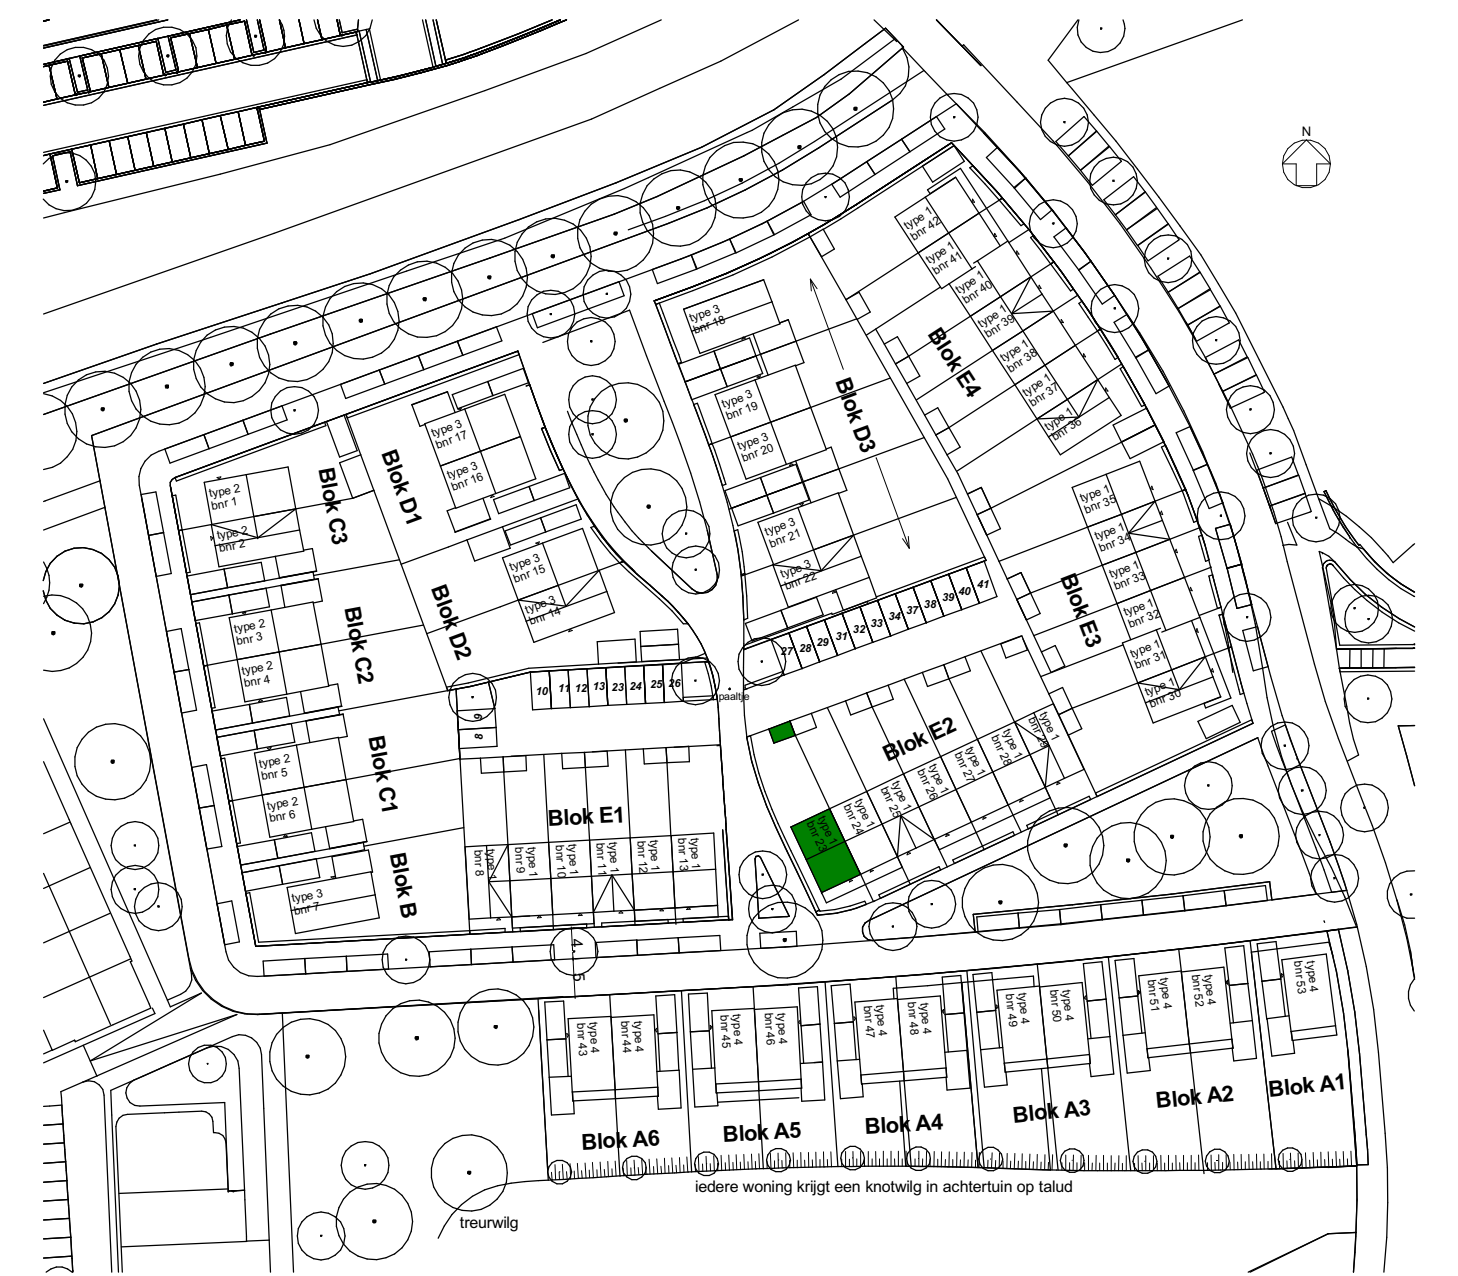 N
type 1
bnr 42
type 1
bnr 41
type 1
bnr 40
type 1
bnr 39
type 1
bnr 38
type 1
bnr 37
type 1
bnr 36
Blok E4
type 3
bnr 18
type 3
bnr 19
type 3
bnr 20
type 3
bnr 21
type 3
bnr 22
Blok D3
type 3
bnr 17
type 3
bnr 16
Blok D1
type 3
bnr 15
type 3
bnr 14
Blok D2
type 2
bnr 1
type 2
bnr 2
Blok C3
type 2
bnr 3
type 2
bnr 4
Blok C2
type 2
bnr 5
type 2
bnr 6
Blok C1
type 3
bnr 7
Blok B
type 1
bnr 35
type 1
bnr 34
type 1
bnr 33
type 1
bnr 32
type 1
bnr 31
type 1
bnr 30
Blok E3
27
28
29
31
32
33
34
37
38
39
40
41
10
11
12
13
23
24
25
26
9
8
paaltje
Blok E2
type 1
bnr 23
type 1
bnr 24
type 1
bnr 25
type 1
bnr 26
type 1
bnr 27
type 1
bnr 28
type 1
bnr 29
Blok E1
type 1
bnr 8
type 1
bnr 9
type 1
bnr 10
type 1
bnr 11
type 1
bnr 12
type 1
bnr 13
4. 5
type 4
bnr 43
type 4
bnr 44
type 4
bnr 45
type 4
bnr 46
type 4
bnr 47
type 4
bnr 48
type 4
bnr 49
type 4
bnr 50
type 4
bnr 51
type 4
bnr 52
type 4
bnr 53
Blok A6
Blok A5
Blok A4
Blok A3
Blok A2
Blok A1
iedere woning krijgt een knotwilg in achtertuin op talud
treurwilg